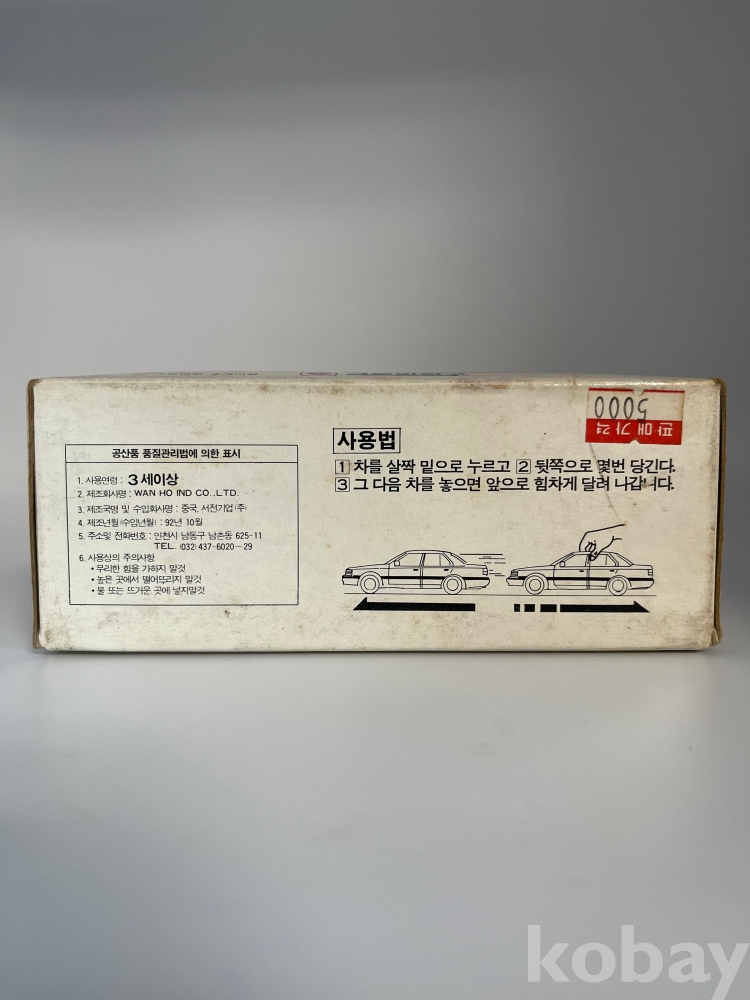 판매가격
5000
공산품 품질관리법에 의한 표시
1. 사용연령 : 3 세이상
2. 제조회사명 : WAN HO IND CO.,LTD.
3. 제조국명 및 수입회사명 : 중국. 서전기업(주)
4. 제조년월(수입년월) : 92년 10월
5. 주소및 전화번호 : 인천시 남동구 남촌동 625-11
TEL. (032) 437-6020~29
6. 사용상의 주의사항
• 무리한 힘을 가하지 말것
• 높은 곳에서 떨어뜨리지 말것
• 불 또는 뜨거운 곳에 넣지말것
사용법
1 차를 살짝 밑으로 누르고 2 뒷쪽으로 몇번 당긴다.
3 그 다음 차를 놓으면 앞으로 힘차게 달려 나갑니다.
kobay